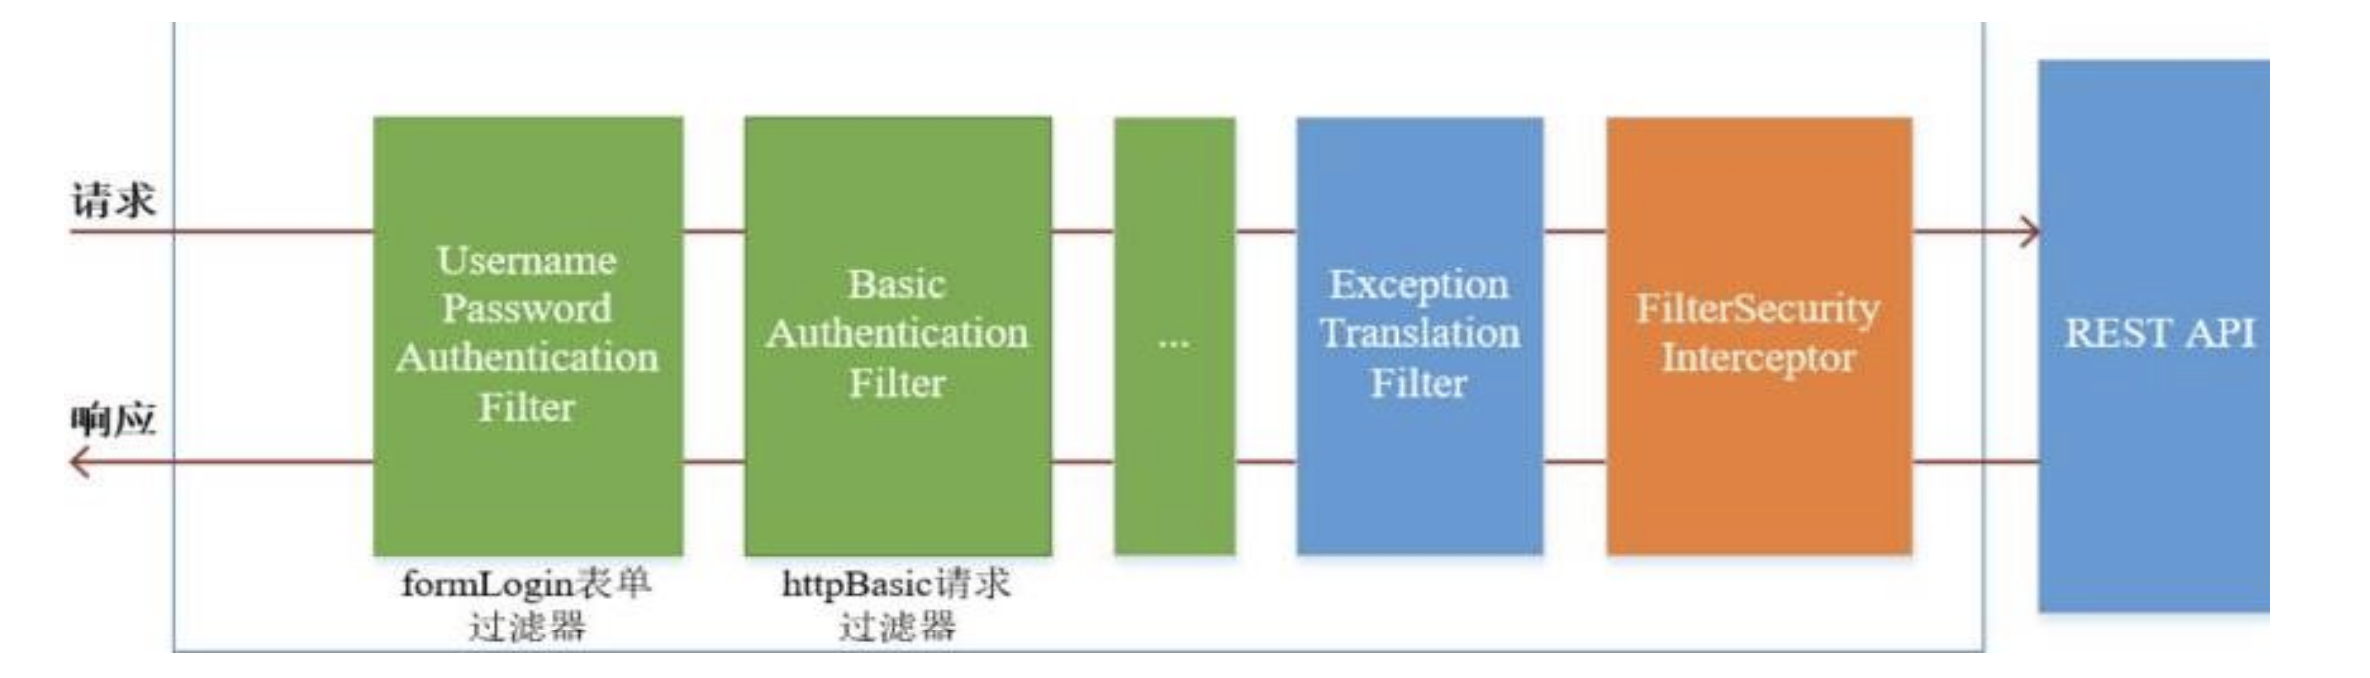 请求
响应
Username
Password
Authentication
Filter
formLogin表单
过滤器
Basic
Authentication
Filter
httpBasic请求
过滤器
...
Exception
Translation
Filter
FilterSecurity
Interceptor
REST API